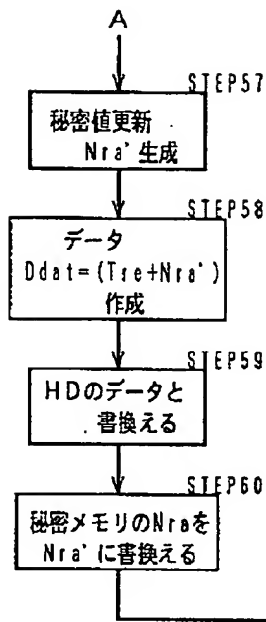 A
STEP57
秘密値更新
Nra'生成
STEP58
データ
Ddat=(Tre+Nra')
作成
STEP59
HDのデータと
書換える
STEP60
秘密メモリのNraを
Nra'に書換える